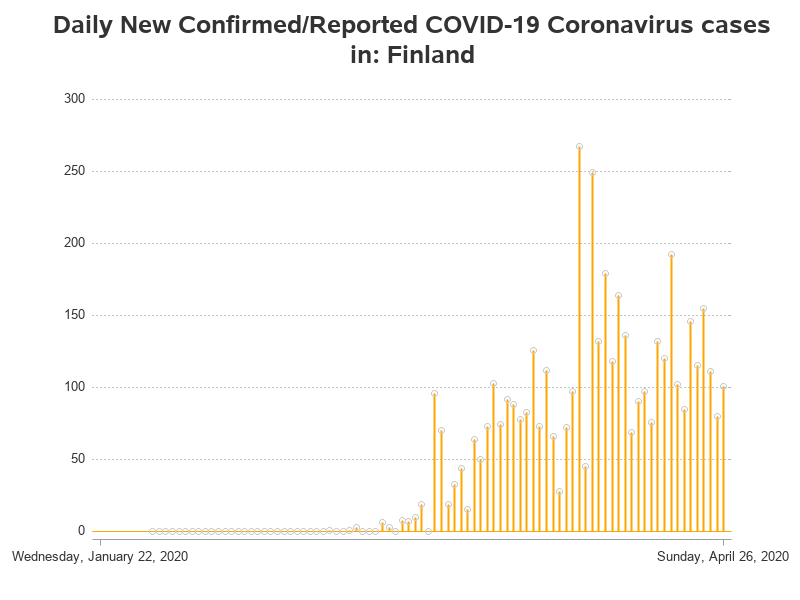 Daily New Confirmed/Reported COVID-19 Coronavirus cases
in: Finland
300
250
200
150
100
50
0
Wednesday, January 22, 2020
Sunday, April 26, 2020